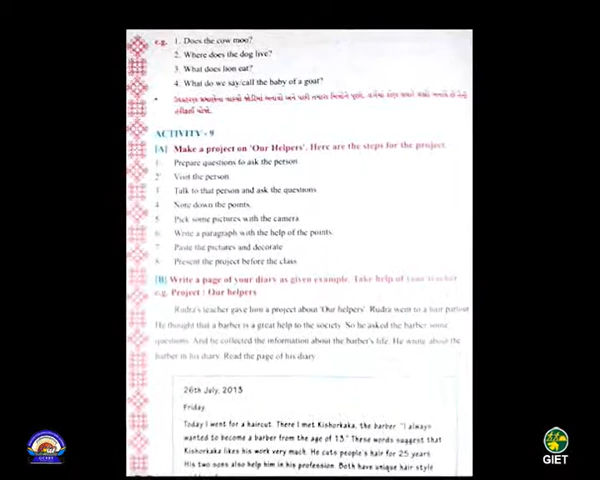 e.g. 1. Does the cow moo?
2. Where does the dog live?
3. What does lion eat?
4. What do we say/call the baby of a goat?
ACTIVITY - 9
[A] Make a project on 'Our Helpers'. Here are the steps for the project.
1. Prepare questions to ask the person
2. Visit the person
3. Talk to that person and ask the questions
4. Note down the points.
5. Pick some pictures with the camera
6. Write a paragraph with the help of the points.
7. Paste the pictures and decorate
8. Present the project before the class
[B] Write a page of your diary as given example. Take help of your teacher
e.g. Project : Our helpers
Rudra's teacher gave him a project about 'Our helpers' Rudra went to a hair parlour
He thought that a barber is a great help to the society. So he asked the barber some
questions. And he collected the information about the barber's life. He wrote about the
barber in his diary. Read the page of his diary
26th July, 2013
Friday
Today I went for a haircut. There I met Kishorkaka, the barber "I always
wanted to become a barber from the age of 13." These words suggest that
Kishorkaka likes his work very much. He cuts people's hair for 25 years
His two sons also help him in his profession. Both have unique hair style
GIET